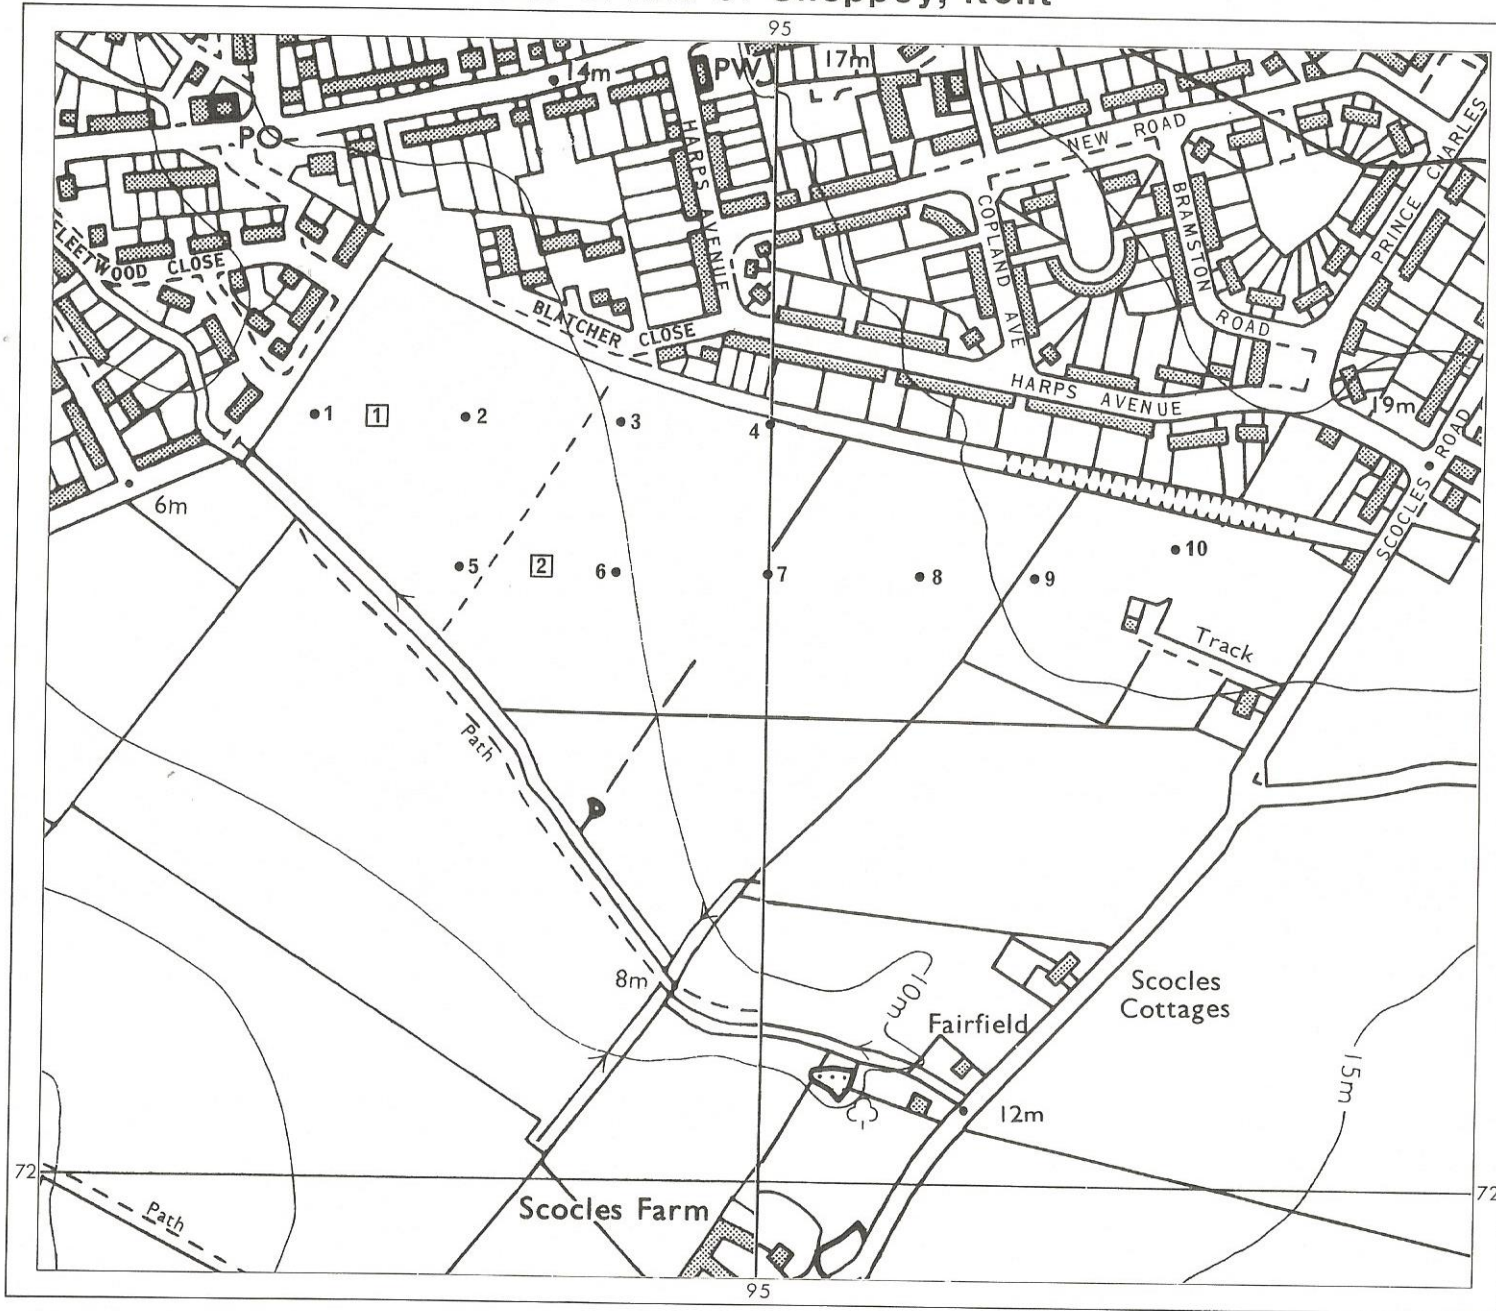 Sheppey, Kent
95
14m
PW
17m
P
HARPS AVENUE
NEW ROAD
CHARLES
PRINCE
FLEETWOOD CLOSE
COPLAND AVE
BRAMSTON
ROAD
BLATCHER CLOSE
HARPS AVENUE
19m
SCOCLES ROAD
1
1
2
3
4
6m
5
2
6
7
8
9
10
Track
Path
8m
10m
Scocles
Cottages
Fairfield
15m
12m
72
72
Path
Scocles Farm
95